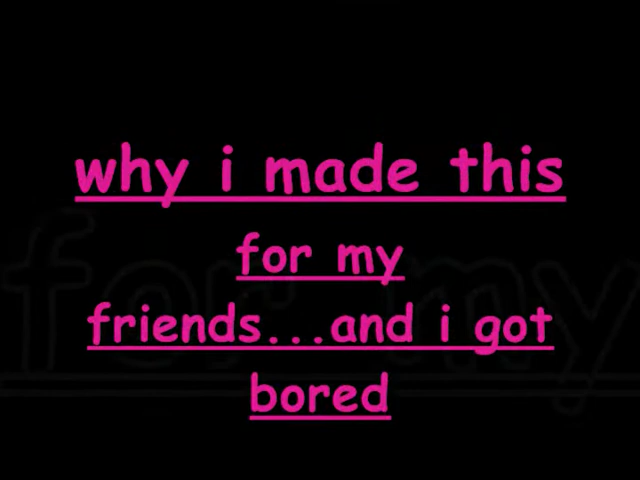 why i made this
for my
friends...and i got
bored